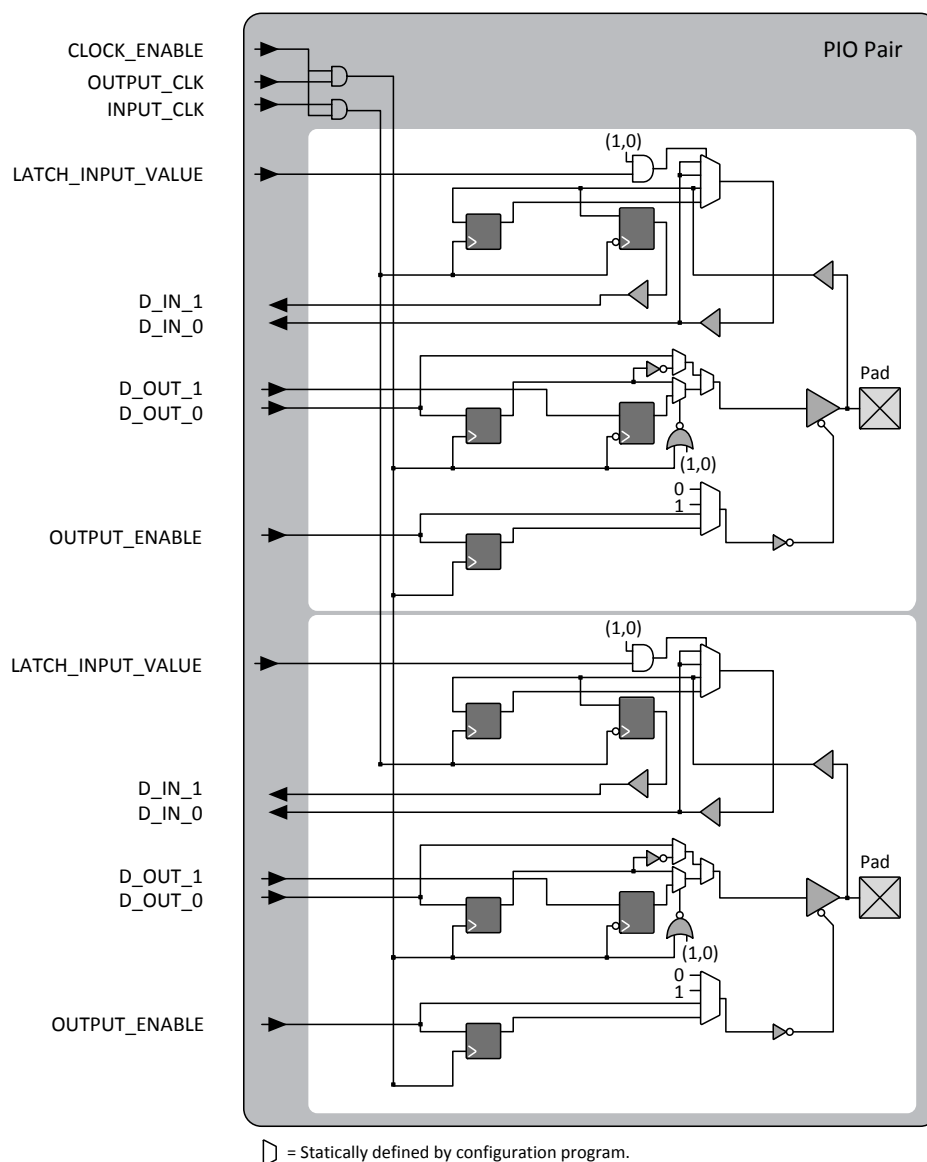 PIO Pair
CLOCK_ENABLE
OUTPUT_CLK
INPUT_CLK
(1,0)
LATCH_INPUT_VALUE
D_IN_1
D_IN_0
Pad
D_OUT_1
D_OUT_0
(1,0)
0
1
OUTPUT_ENABLE
(1,0)
LATCH_INPUT_VALUE
D_IN_1
D_IN_0
Pad
D_OUT_1
D_OUT_0
(1,0)
0
1
OUTPUT_ENABLE
= Statically defined by configuration program.